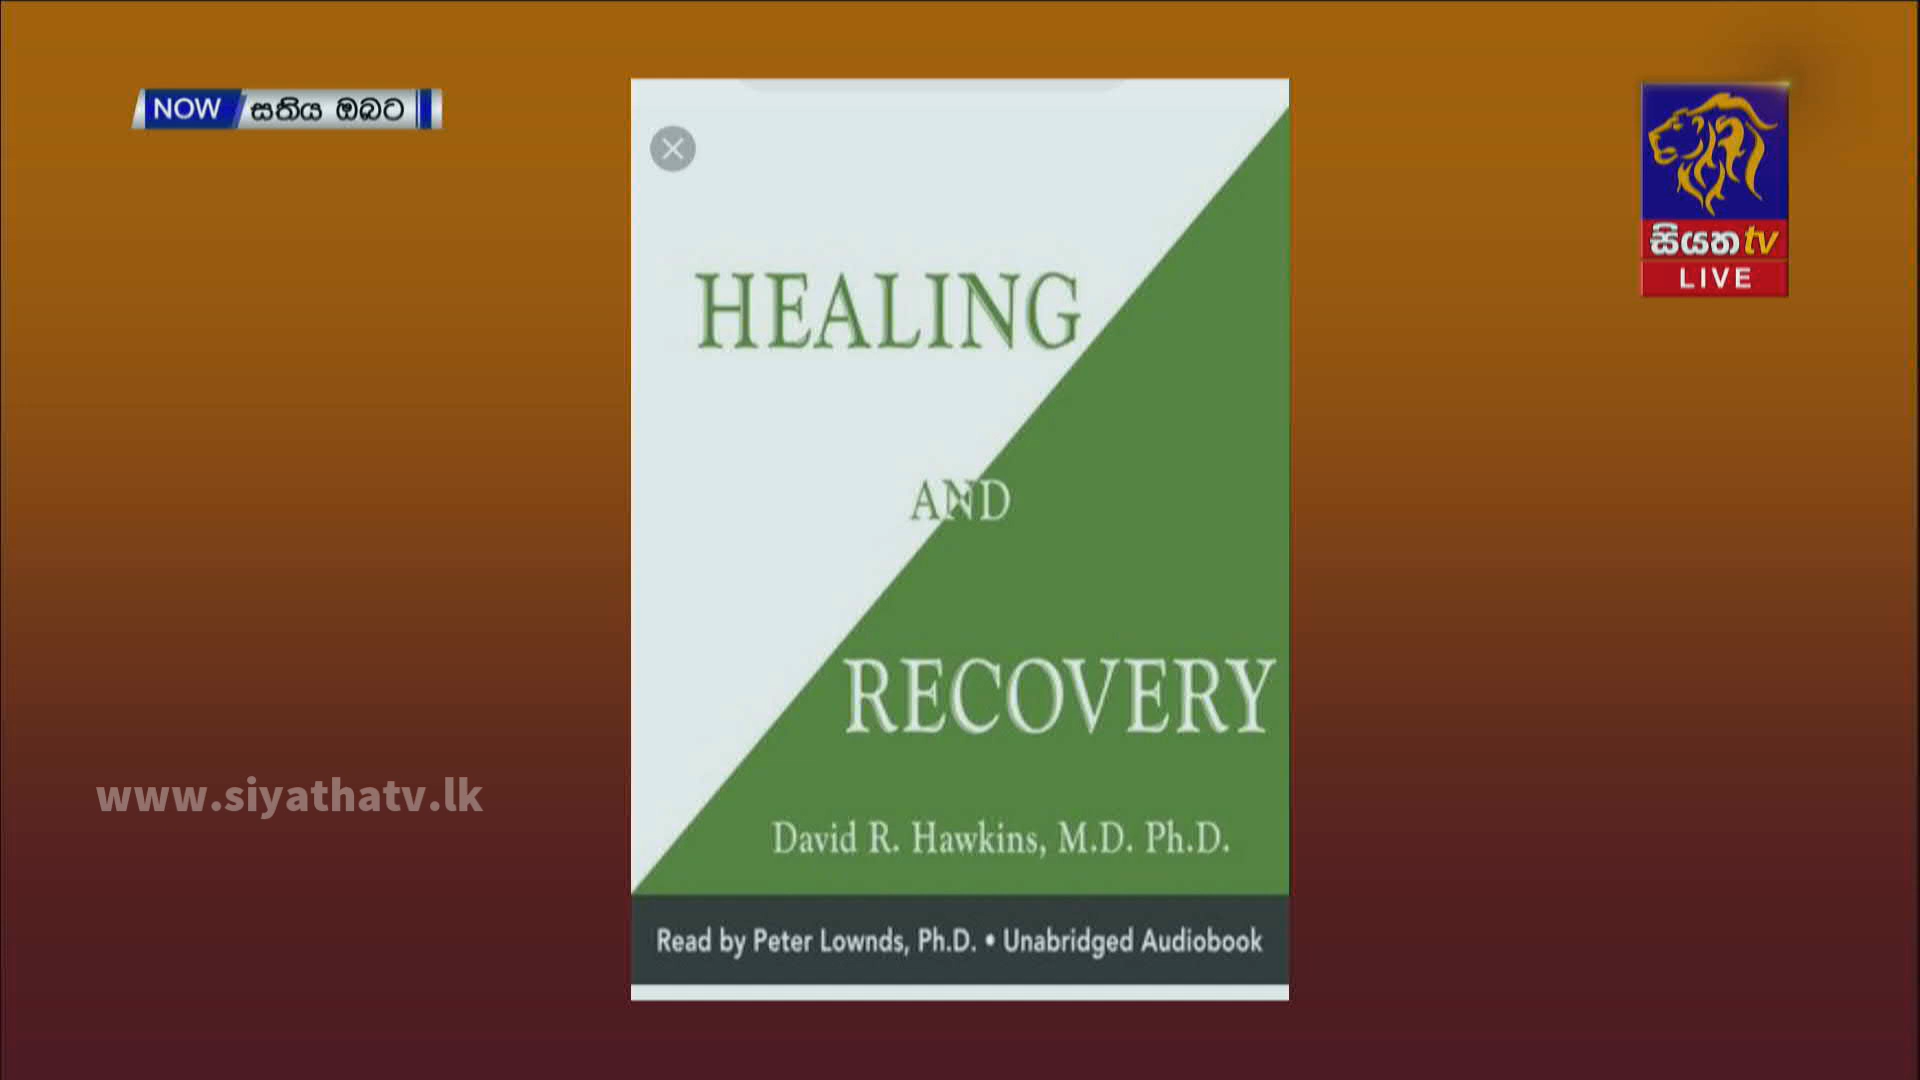 NOW සතිය ඔබට
සියත tv
LIVE
HEALING
AND
RECOVERY
David R. Hawkins, M.D. Ph.D.
Read by Peter Lownds, Ph.D. • Unabridged Audiobook
www.siyathatv.lk